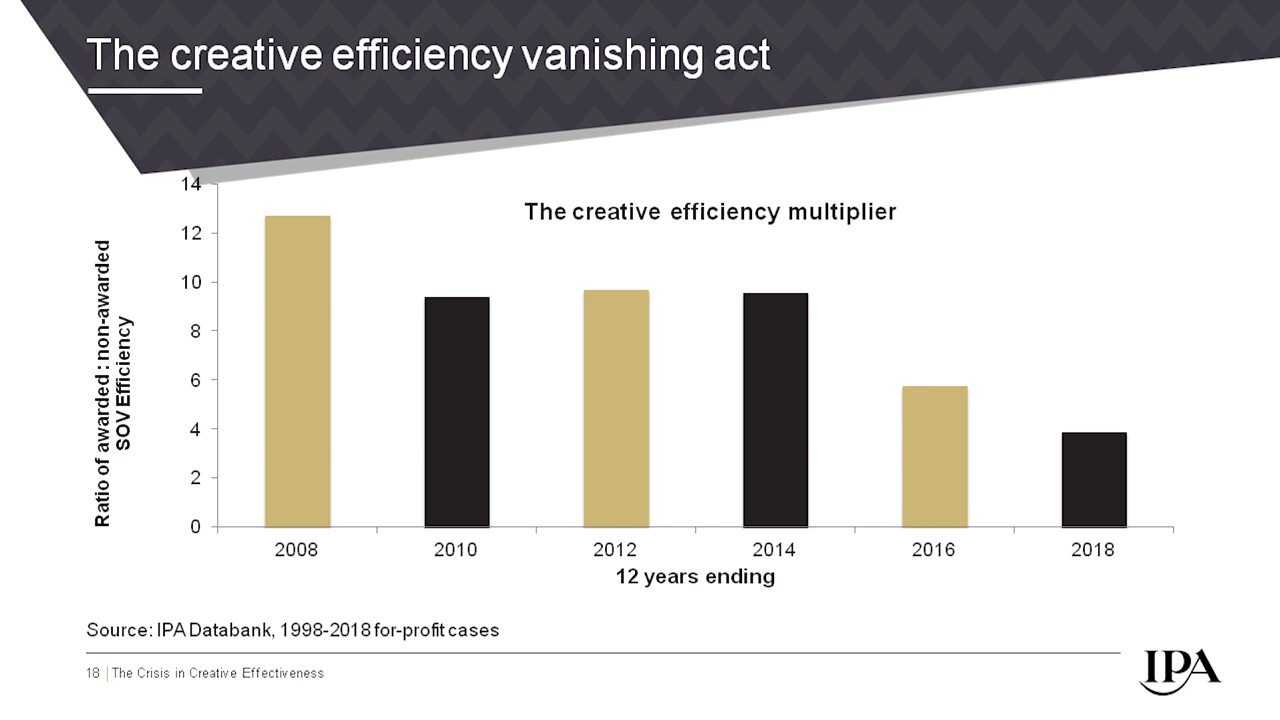 The creative efficiency vanishing act
The creative efficiency multiplier
Ratio of awarded : non-awarded
SOV Efficiency
14
12
10
8
6
4
2
0
2008 2010 2012 2014 2016 2018
12 years ending
Source: IPA Databank, 1998-2018 for-profit cases
18 | The Crisis in Creative Effectiveness
IPA